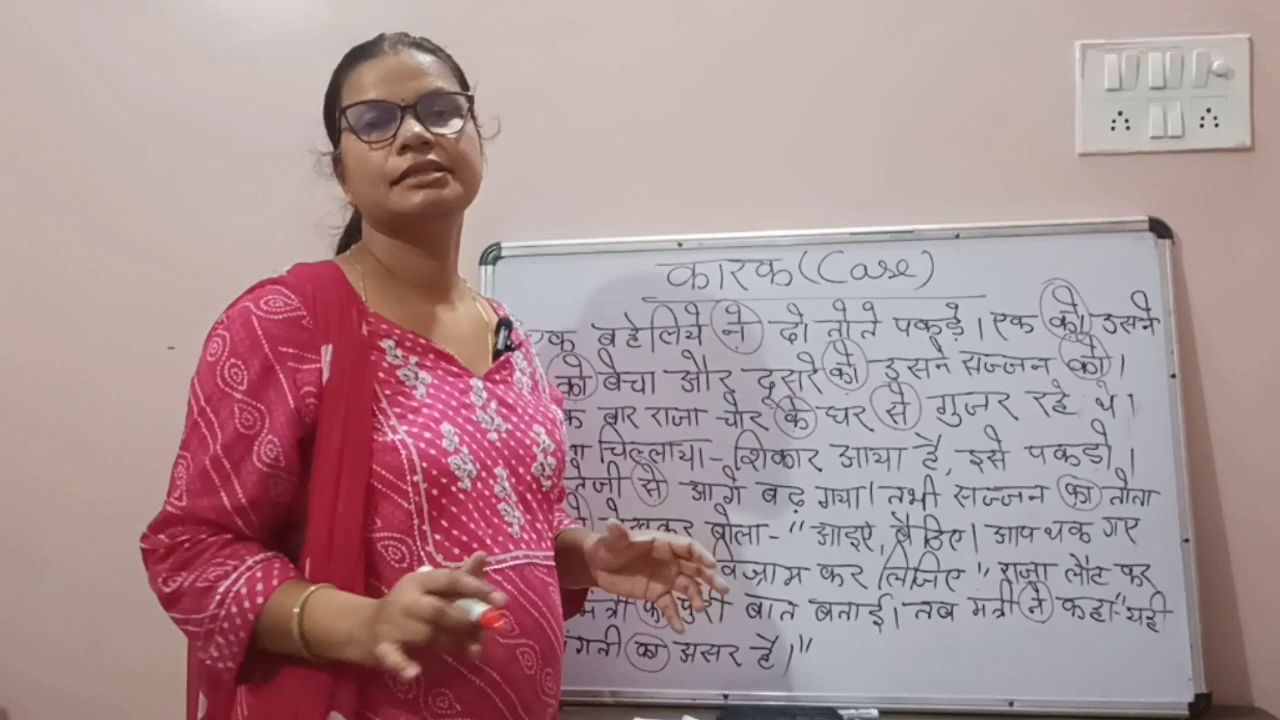 कारक (Case)
एक बहेलिये ने दो तोते पकड़े। एक को उसने
को बेचा और दूसरे को उसने सज्जन को।
बार राजा चोर के घर से गुजर रहे थे।
चिल्लाया- शिकार आया है, इसे पकडो।
तेजी से आगे बढ़ गया। तभी सज्जन का तोता
देखकर बोला- "आइए, बैठिए। आप थक गए
विश्राम कर लिजिए" राजा लौट कर
मंत्री को पुरी बात बताई। तब मंत्री ने कहा-"यही
का असर है।"